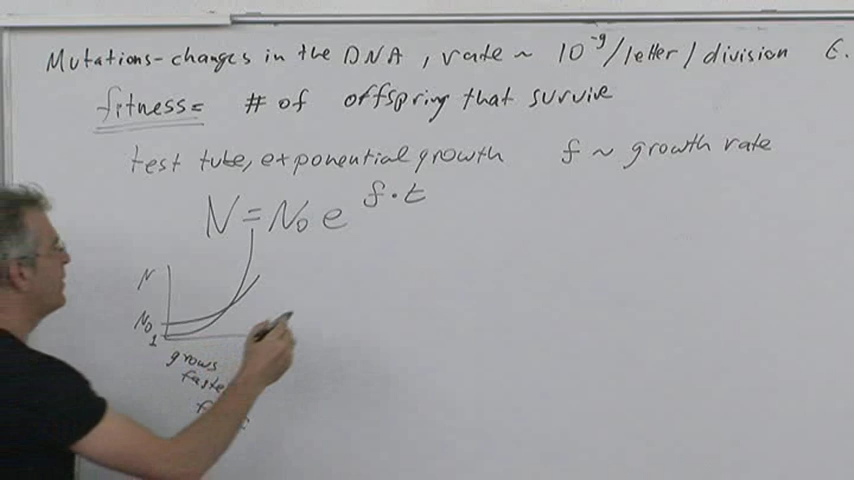 Mutations - changes in the DNA, rate ~ 10^-9/letter/division E.
fitness = # of offspring that survive
test tube, exponential growth f ~ growth rate
N = N0 e^f·t
N
N0
1
grows